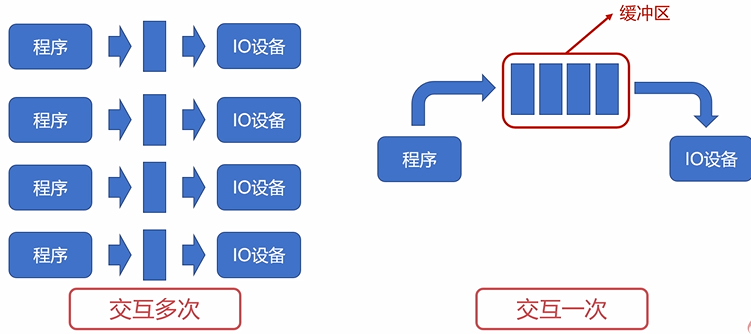 程序 IO设备
程序 IO设备
程序 IO设备
程序 IO设备
交互多次
缓冲区
程序
IO设备
交互一次